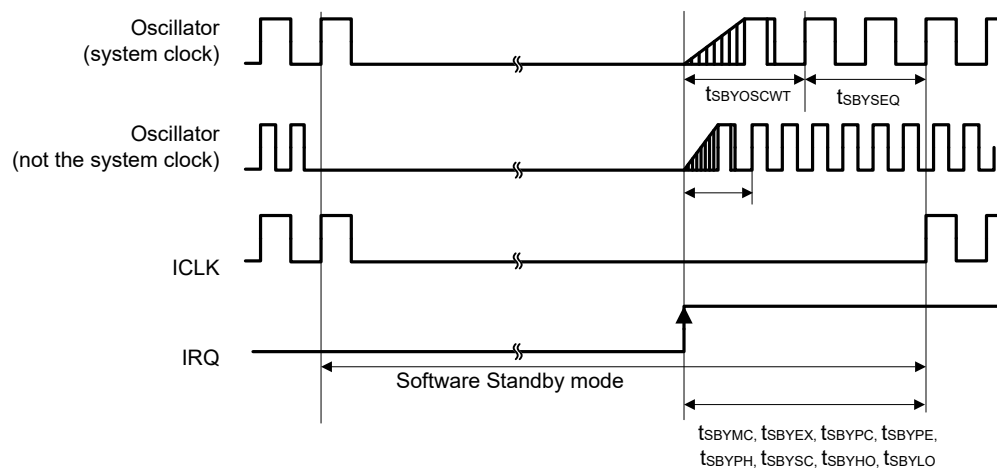 Oscillator
(system clock)
tSBYOSCWT
tSBYSEQ
Oscillator
(not the system clock)
ICLK
IRQ
Software Standby mode
tSBYMC, tSBYEX, tSBYPC, tSBYPE,
tSBYPH, tSBYSC, tSBYHO, tSBYLO